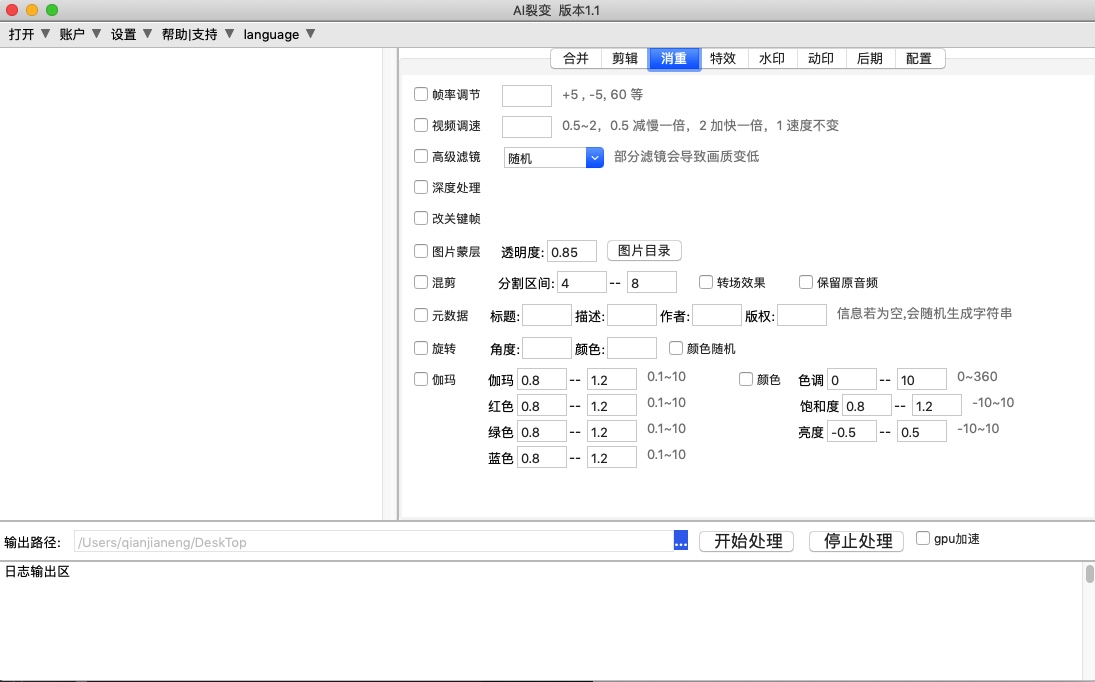 AI裂变 版本1.1
打开 ▼ 账户 ▼ 设置 ▼ 帮助|支持 ▼ language ▼
合并 剪辑 消重 特效 水印 动印 后期 配置
帧率调节 +5 , -5, 60 等
视频调速 0.5~2，0.5 减慢一倍，2 加快一倍，1 速度不变
高级滤镜 随机 部分滤镜会导致画质变低
深度处理
改关键帧
图片蒙层 透明度: 0.85 图片目录
混剪 分割区间: 4 -- 8 转场效果 保留原音频
元数据 标题: 描述: 作者: 版权: 信息若为空,会随机生成字符串
旋转 角度: 颜色: 颜色随机
伽玛 伽玛 0.8 -- 1.2 0.1~10 颜色 色调 0 -- 10 0~360
红色 0.8 -- 1.2 0.1~10 饱和度 0.8 -- 1.2 -10~10
绿色 0.8 -- 1.2 0.1~10 亮度 -0.5 -- 0.5 -10~10
蓝色 0.8 -- 1.2 0.1~10
输出路径: /Users/qianjianeng/DeskTop ... 开始处理 停止处理 gpu加速
日志输出区